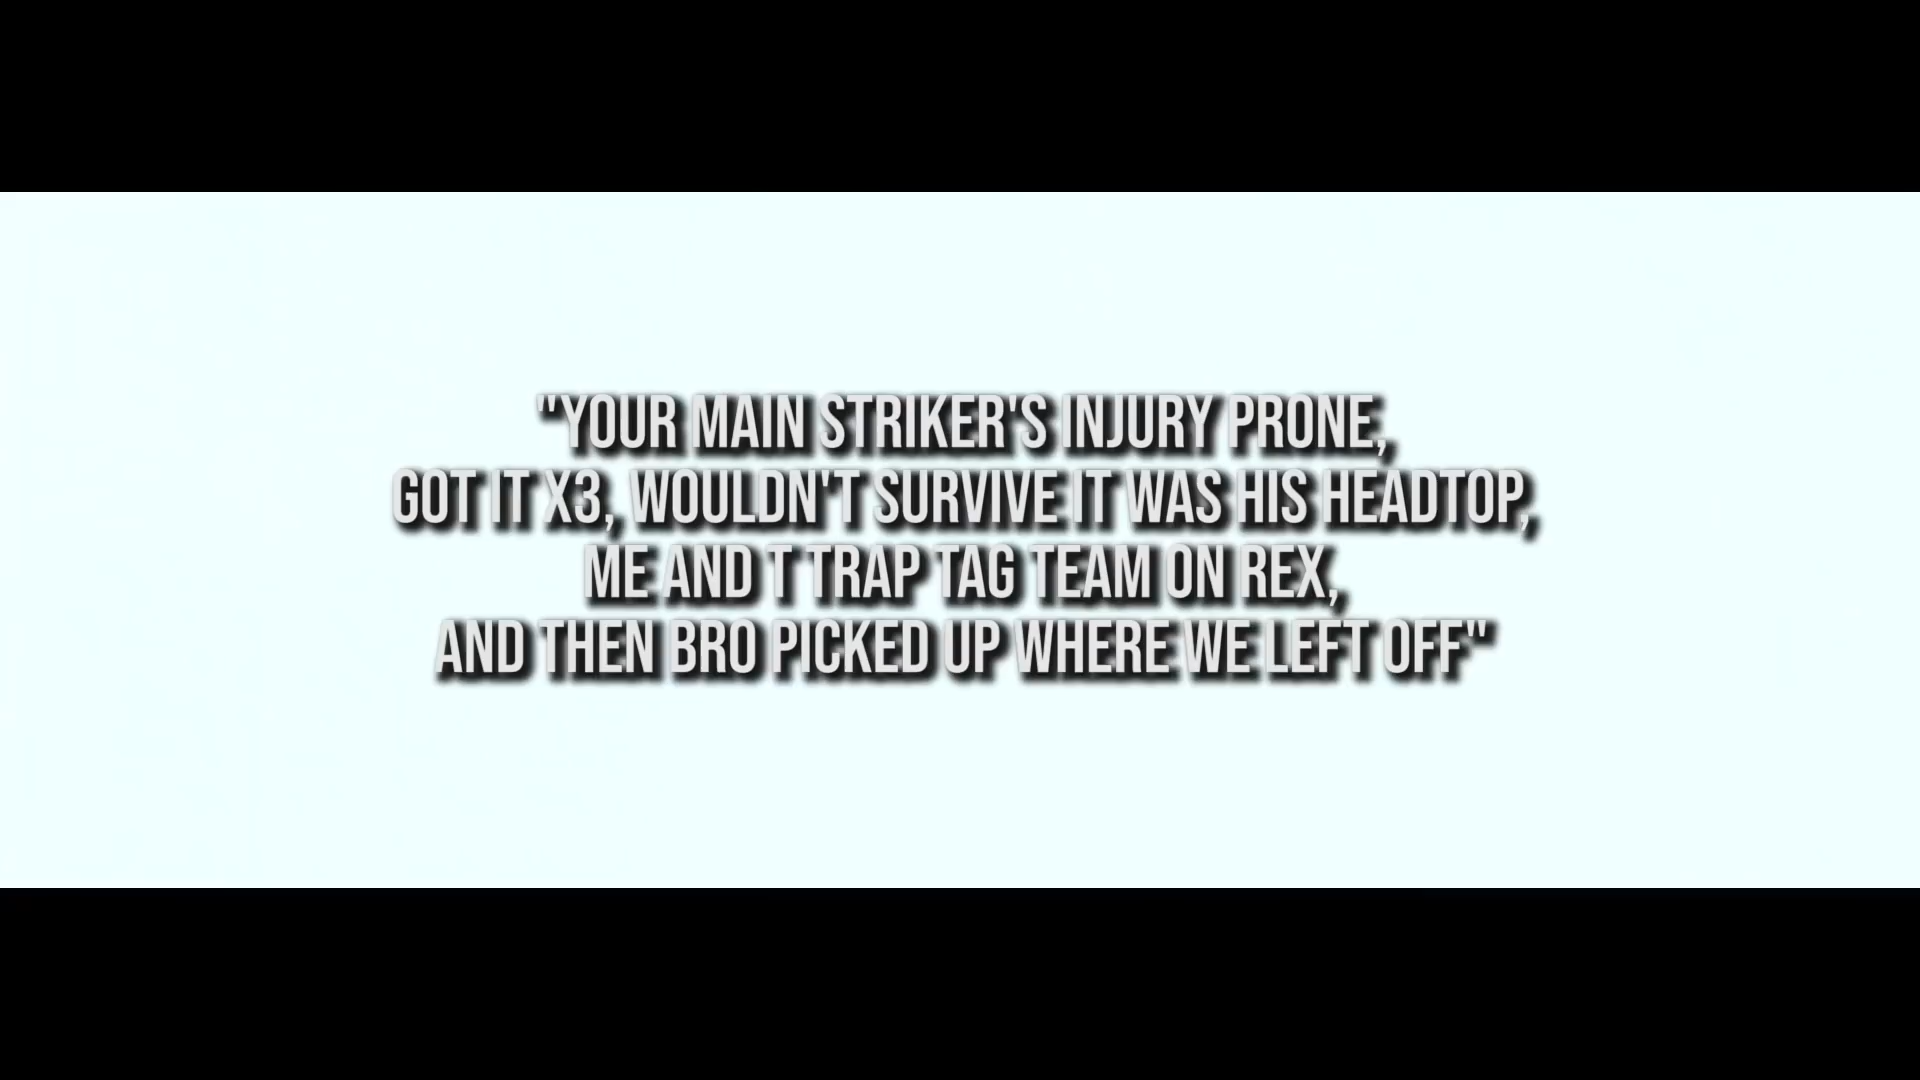 "YOUR MAIN STRIKER'S INJURY PRONE,
GOT IT X3, WOULDN'T SURVIVE IT WAS HIS HEADTOP,
ME AND T TRAP TAG TEAM ON REX,
AND THEN BRO PICKED UP WHERE WE LEFT OFF"